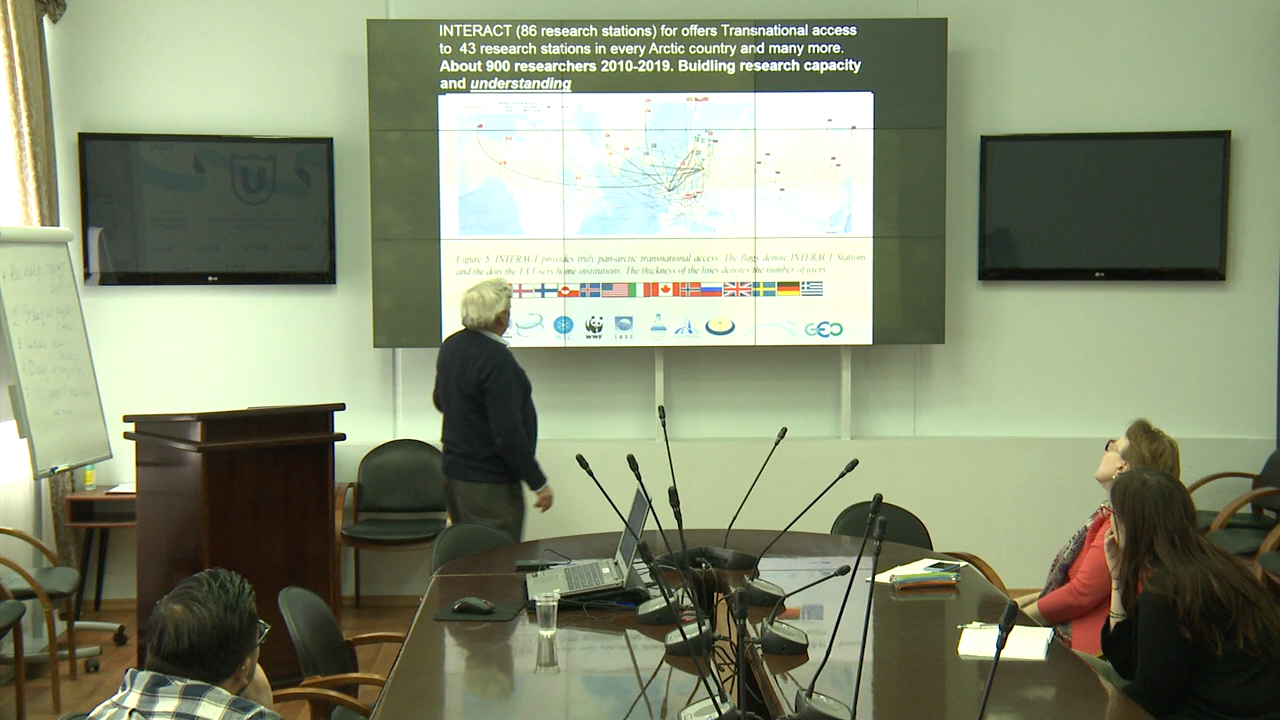 INTERACT (86 research stations) for offers Transnational access
to 43 research stations in every Arctic country and many more.
About 900 researchers 2010-2019. Buidling research capacity
and understanding
Figure 5. INTERACT provides truly pan-arctic transnational access. The flags denote INTERACT Stations
and the dots the TA Users home institutions. The thickness of the lines denotes the number of users
WWF
IASC
GEO
U
LG
LG